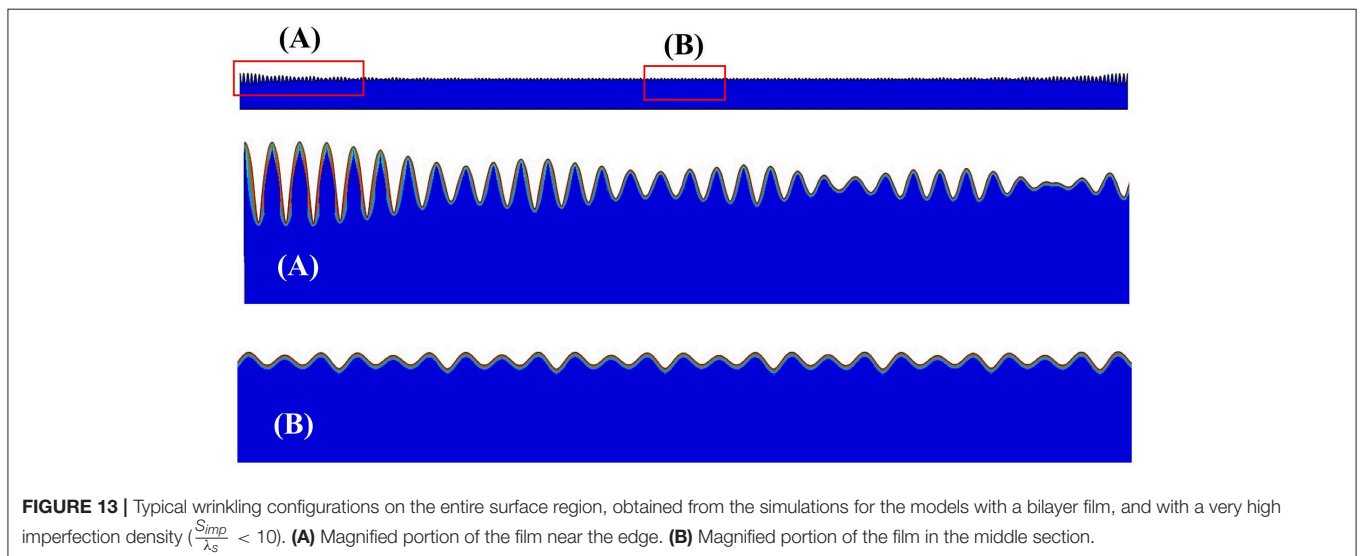 (A)
(B)
(A)
(B)
FIGURE 13 | Typical wrinkling configurations on the entire surface region, obtained from the simulations for the models with a bilayer film, and with a very high
imperfection density (S_imp/λ_s < 10). (A) Magnified portion of the film near the edge. (B) Magnified portion of the film in the middle section.